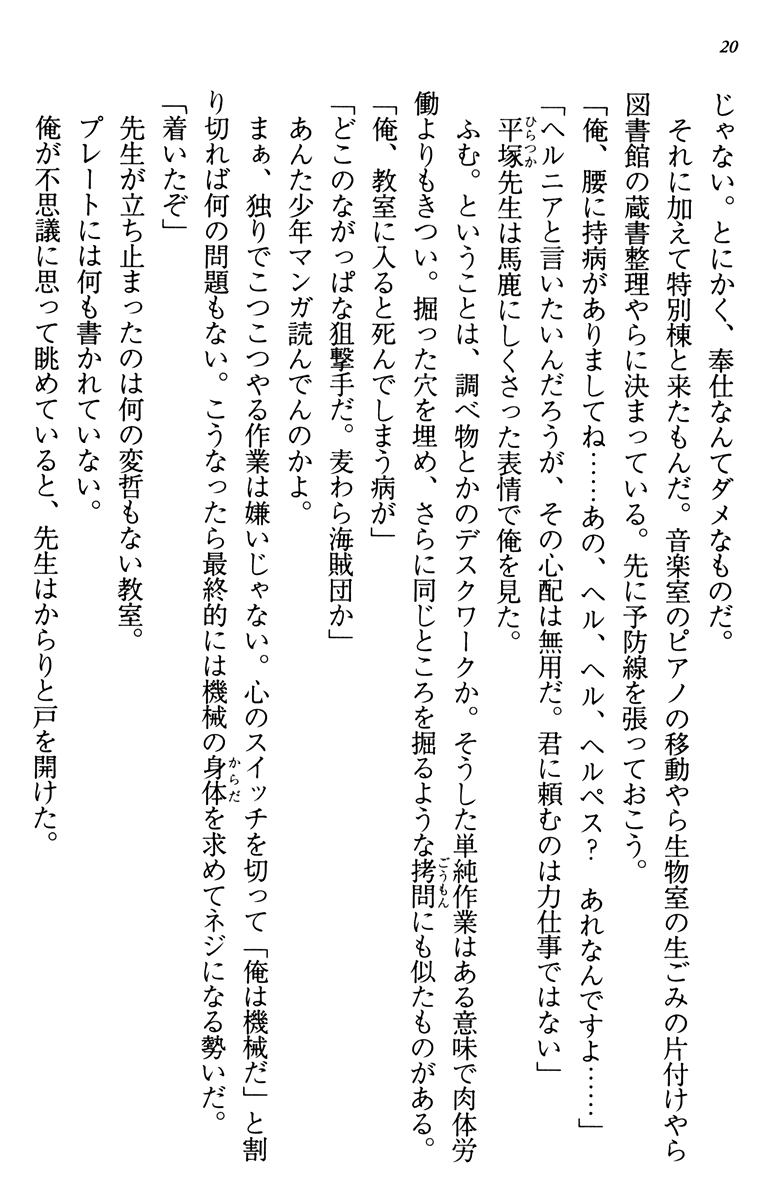 20
じゃない。とにかく、奉仕なんてダメなものだ。
それに加えて特別棟と来たもんだ。音楽室のピアノの移動やら生物室の生ごみの片付けやら
図書館の蔵書整理やらに決まっている。先に予防線を張っておこう。
「俺、腰に持病がありましてね……あの、ヘル、ヘル、ヘルペス？　あれなんですよ……」
「ヘルニアと言いたいんだろうが、その心配は無用だ。君に頼むのは力仕事ではない」
ひらつか
平塚先生は馬鹿にしくさった表情で俺を見た。
ふむ。ということは、調べ物とかのデスクワークか。そうした単純作業はある意味で肉体労
ごうもん
働よりもきつい。掘った穴を埋め、さらに同じところを掘るような拷問にも似たものがある。
「俺、教室に入ると死んでしまう病が」
「どこのながっぱな狙撃手だ。麦わら海賊団か」
あんた少年マンガ読んでんのかよ。
まぁ、独りでこつこつやる作業は嫌いじゃない。心のスイッチを切って「俺は機械だ」と割
からだ
り切れば何の問題もない。こうなったら最終的には機械の身体を求めてネジになる勢いだ。
「着いたぞ」
先生が立ち止まったのは何の変哲もない教室。
プレートには何も書かれていない。
俺が不思議に思って眺めていると、先生はからりと戸を開けた。